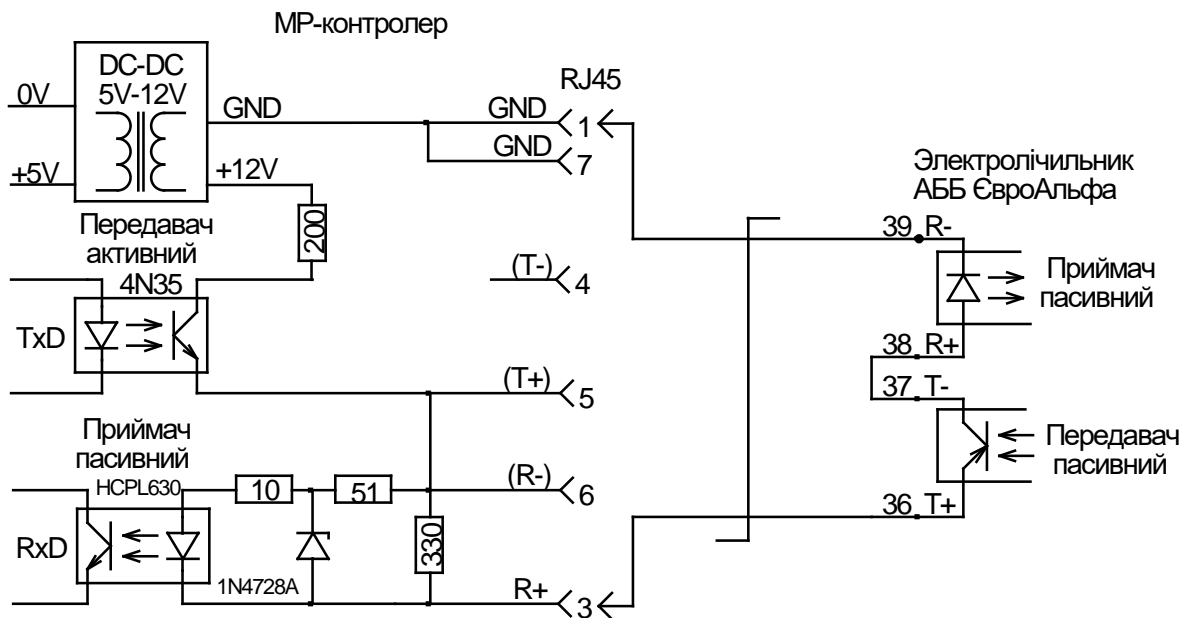 МР-контролер
DC-DC
5V-12V
0V
+5V
GND
+12V
200
RJ45
GND
1
GND
7
Передавач
активний
4N35
TxD
(T-)
4
(T+)
5
Приймач
пасивний
HCPL630
RxD
10
51
(R-)
6
330
1N4728A
R+
3
Электролічильник
АББ ЄвроАльфа
39 R-
Приймач
пасивний
38 R+
37 T-
Передавач
пасивний
36 T+